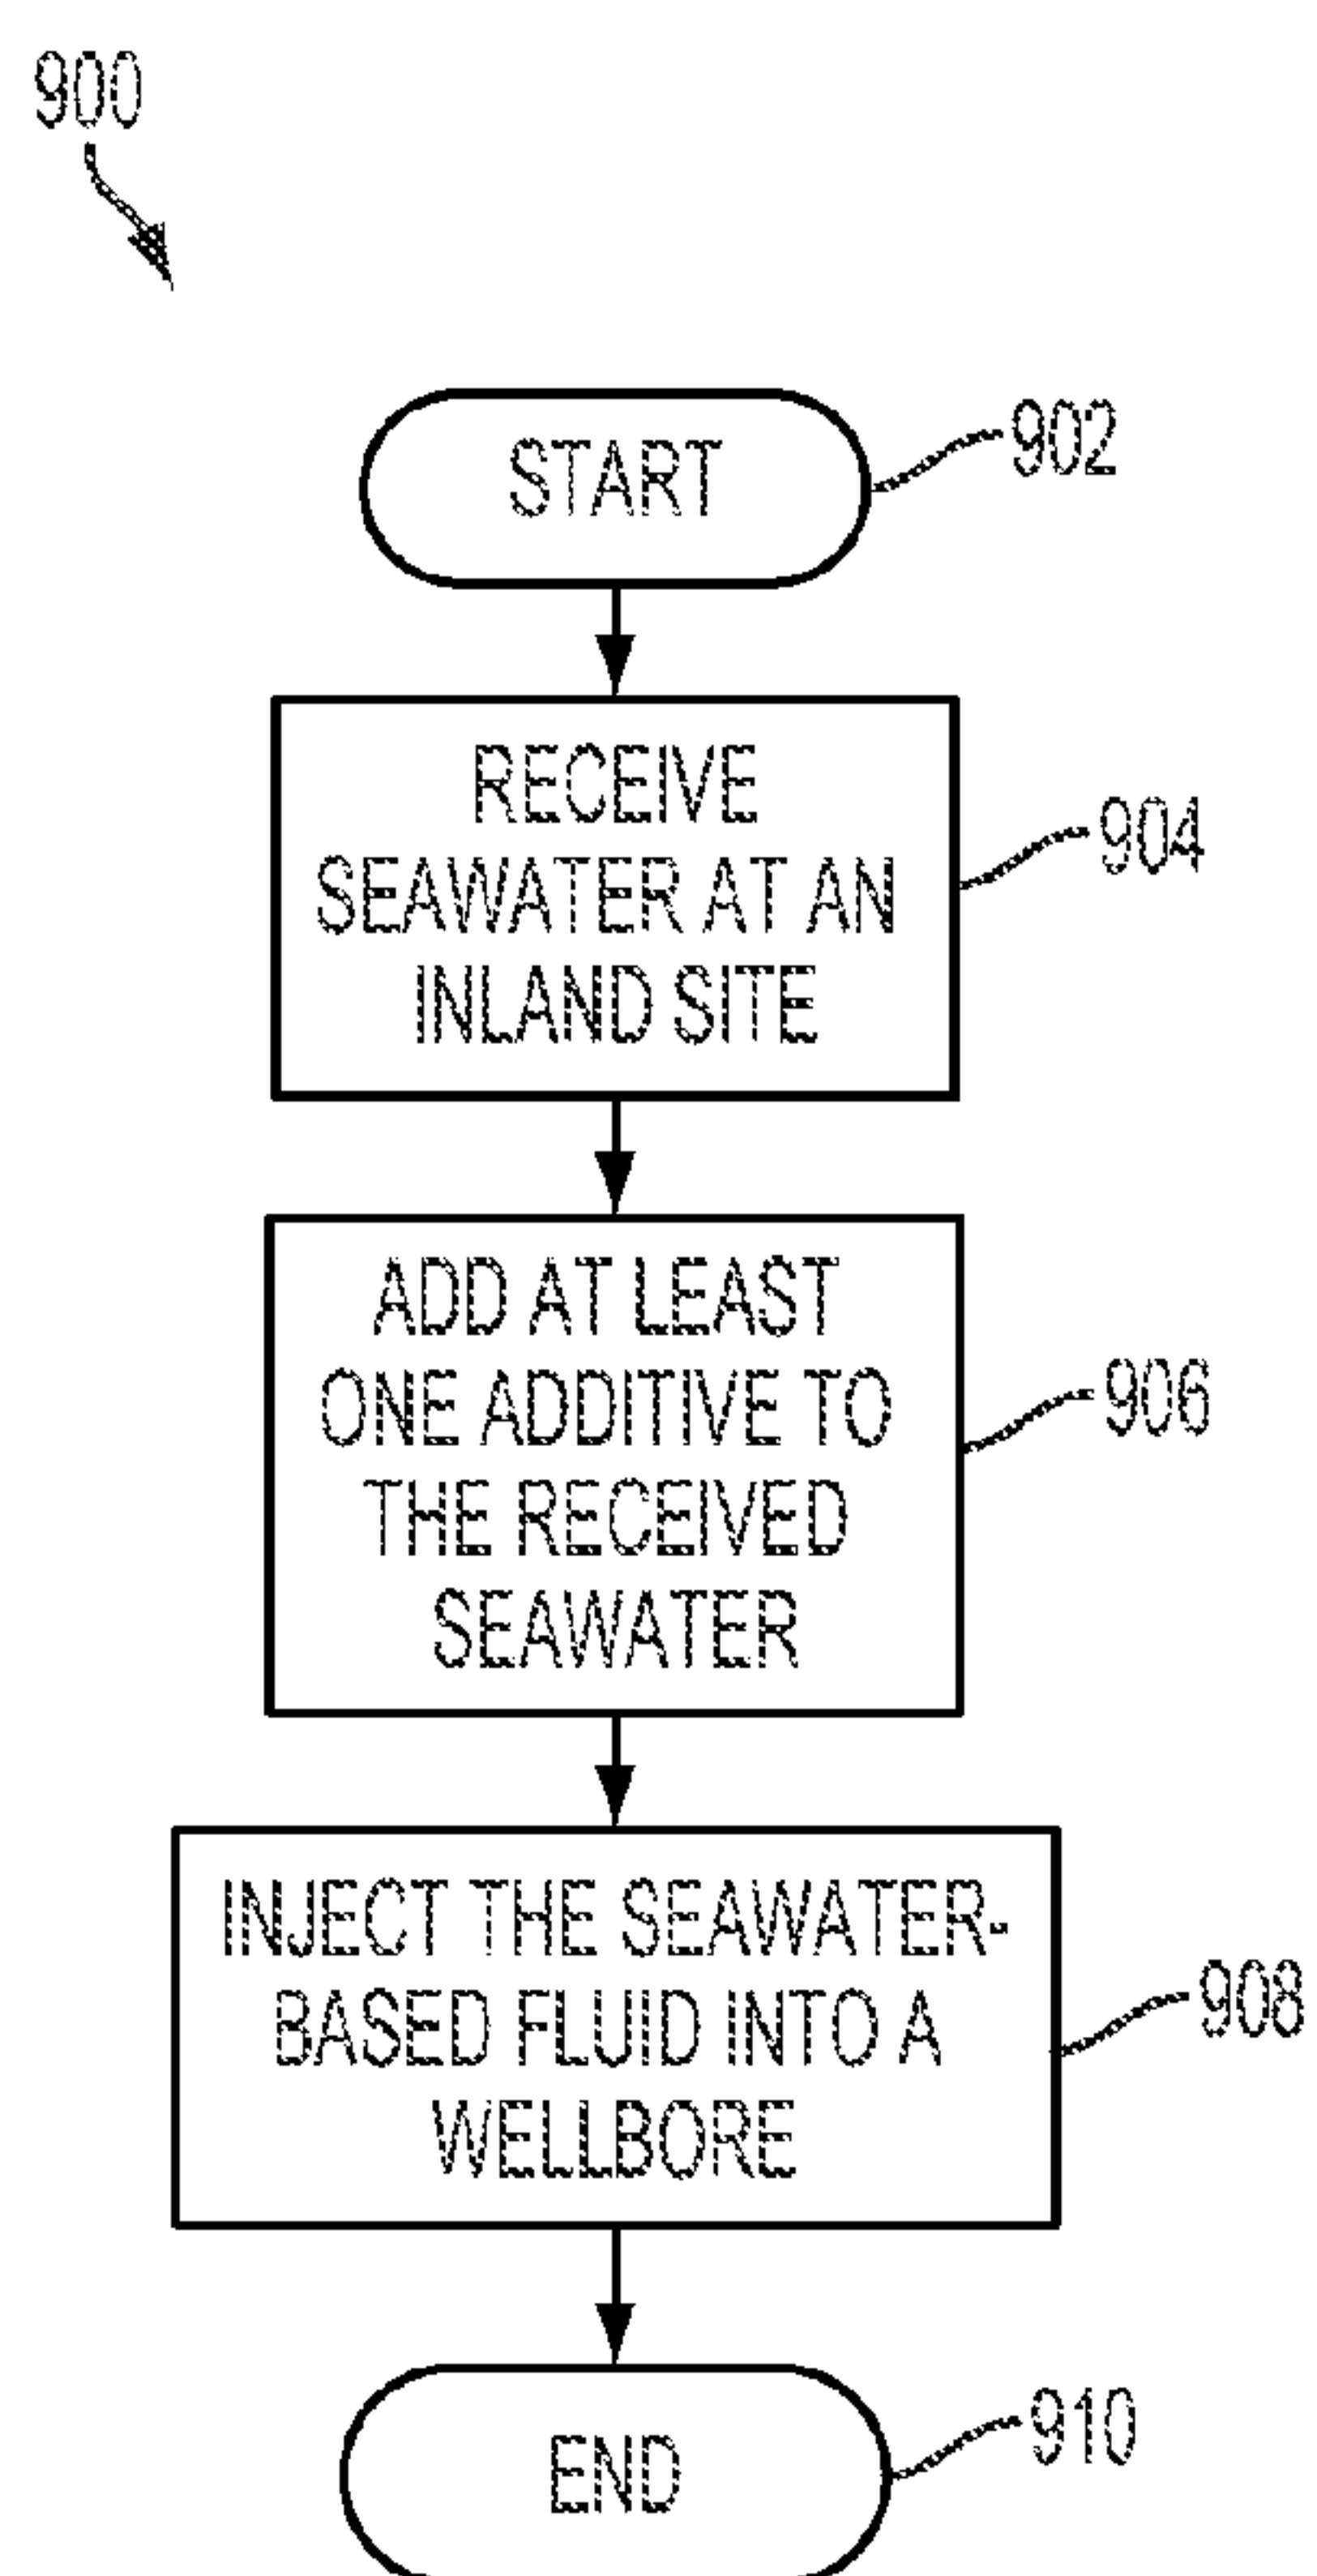 900
START
902
RECEIVE
SEAWATER AT AN
INLAND SITE
904
ADD AT LEAST
ONE ADDITIVE TO
THE RECEIVED
SEAWATER
906
INJECT THE SEAWATER-
BASED FLUID INTO A
WELLBORE
908
END
910